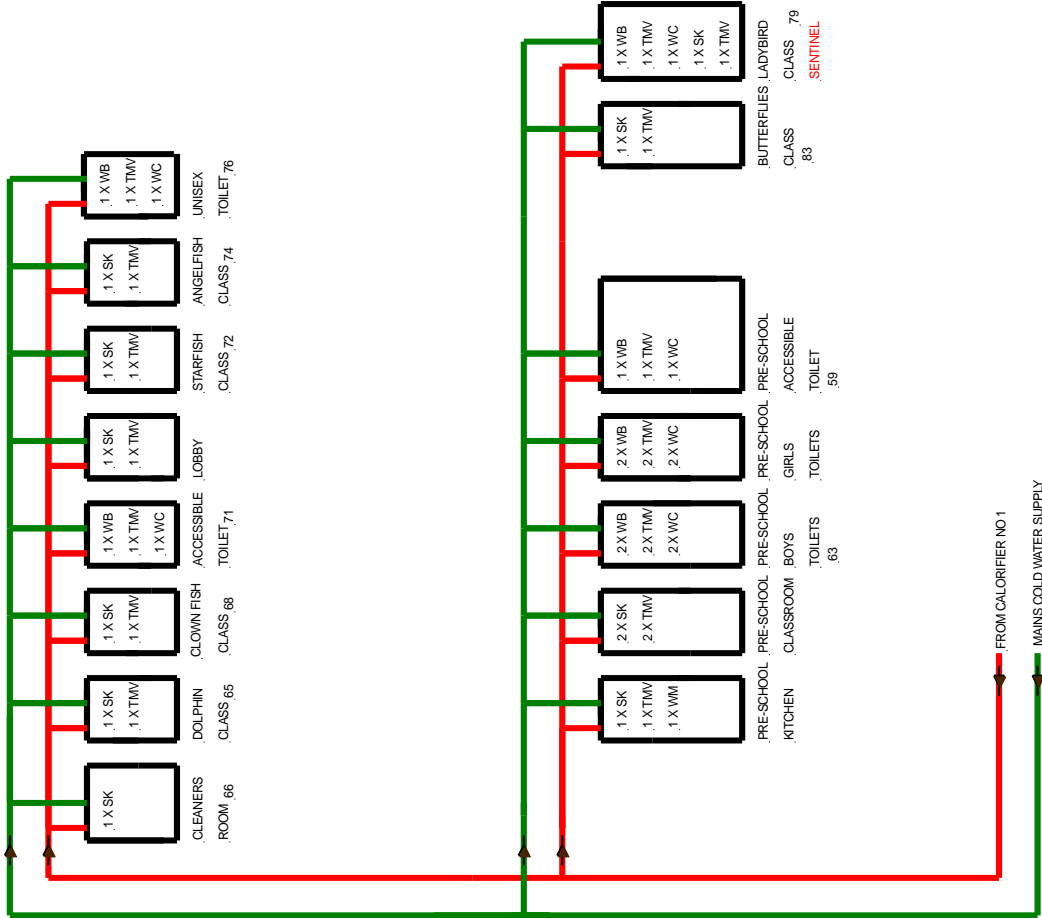 1 X WB
1 X TMV
1 X WC
UNISEX
TOILET 76
1 X SK
1 X TMV
ANGELFISH
CLASS 74
1 X SK
1 X TMV
STARFISH
CLASS 72
1 X SK
1 X TMV
LOBBY
1 X WB
1 X TMV
1 X WC
ACCESSIBLE
TOILET 71
1 X SK
1 X TMV
CLOWN FISH
CLASS 68
1 X SK
1 X TMV
DOLPHIN
CLASS 65
1 X SK
CLEANERS
ROOM 66
1 X WB
1 X TMV
1 X WC
1 X SK
1 X TMV
LADYBIRD
CLASS 79
SENTINEL
1 X SK
1 X TMV
BUTTERFLIES
CLASS
83
1 X WB
1 X TMV
1 X WC
PRE-SCHOOL
ACCESSIBLE
TOILET
59
2 X WB
2 X TMV
2 X WC
PRE-SCHOOL
GIRLS
TOILETS
2 X WB
2 X TMV
2 X WC
PRE-SCHOOL
BOYS
TOILETS
63
2 X SK
2 X TMV
PRE-SCHOOL
CLASSROOM
1 X SK
1 X TMV
1 X WM
PRE-SCHOOL
KITCHEN
FROM CALORIFIER NO 1
MAINS COLD WATER SUPPLY